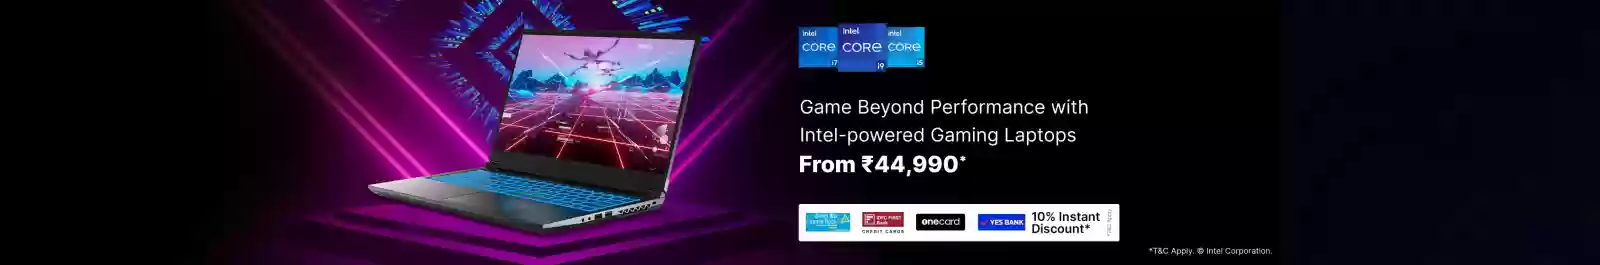 intel
CORE
i7
intel
CORE
i9
intel
CORE
i5
Game Beyond Performance with
Intel-powered Gaming Laptops
From ₹44,990*
IDFC FIRST
Bank
CREDIT CARDS
onecard
YES BANK
10% Instant
Discount*
*T&C Apply
*T&C Apply. © Intel Corporation.